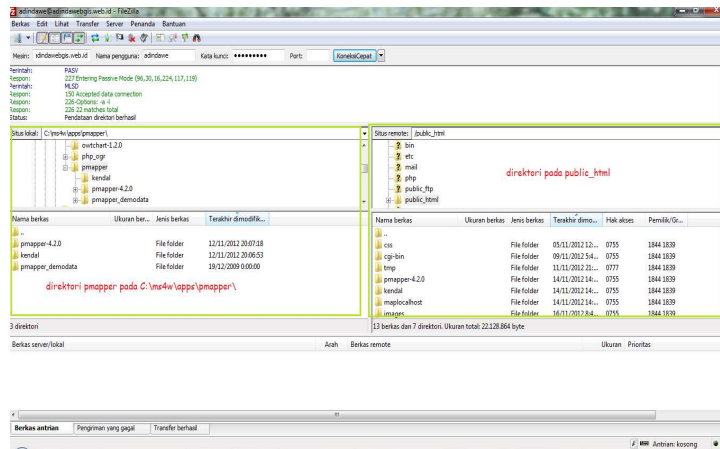 adindawe@adindawebgis.web.id - FileZilla
Berkas Edit Lihat Transfer Server Penanda Bantuan
Mesin: idindawebgis.web.id Nama pengguna: adindawe Kata kunci: ●●●●●●●●● Port: KoneksiCepat
Perintah: PASV
Respon: 227 Entering Passive Mode (96,30,16,224,117,119)
Perintah: MLSD
Respon: 150 Accepted data connection
Respon: 226-Options: -a -l
Respon: 226 22 matches total
Status: Pendataan direktori berhasil
Situs lokal: C:\ms4w\apps\pmapper\
owtchart-1.2.0
php_ogr
pmapper
kendal
pmapper-4.2.0
pmapper_demodata
Situs remote: /public_html
bin
etc
mail
php
public_ftp
public_html
direktori pada public_html
Nama berkas Ukuran ber... Jenis berkas Terakhir dimodifik...
..
pmapper-4.2.0 File folder 12/11/2012 20:07:18
kendal File folder 12/11/2012 20:06:53
pmapper_demodata File folder 19/12/2009 0:00:00
direktori pmapper pada C:\ms4w\apps\pmapper\
3 direktori
Nama berkas Ukuran berkas Jenis berkas Terakhir dimo... Hak akses Pemilik/Gr...
..
css File folder 05/11/2012 12:... 0755 1844 1839
cgi-bin File folder 09/11/2012 5:4... 0755 1844 1839
tmp File folder 11/11/2012 21:... 0777 1844 1839
pmapper-4.2.0 File folder 14/11/2012 14:... 0755 1844 1839
kendal File folder 14/11/2012 14:... 0755 1844 1839
maplocalhost File folder 14/11/2012 14:... 0755 1844 1839
images File folder 16/11/2012 8:4... 0755 1844 1839
13 berkas dan 7 direktori. Ukuran total: 22.128.864 byte
Berkas server/lokal Arah Berkas remote Ukuran Prioritas
Berkas antrian Pengiriman yang gagal Transfer berhasil
Antrian: kosong